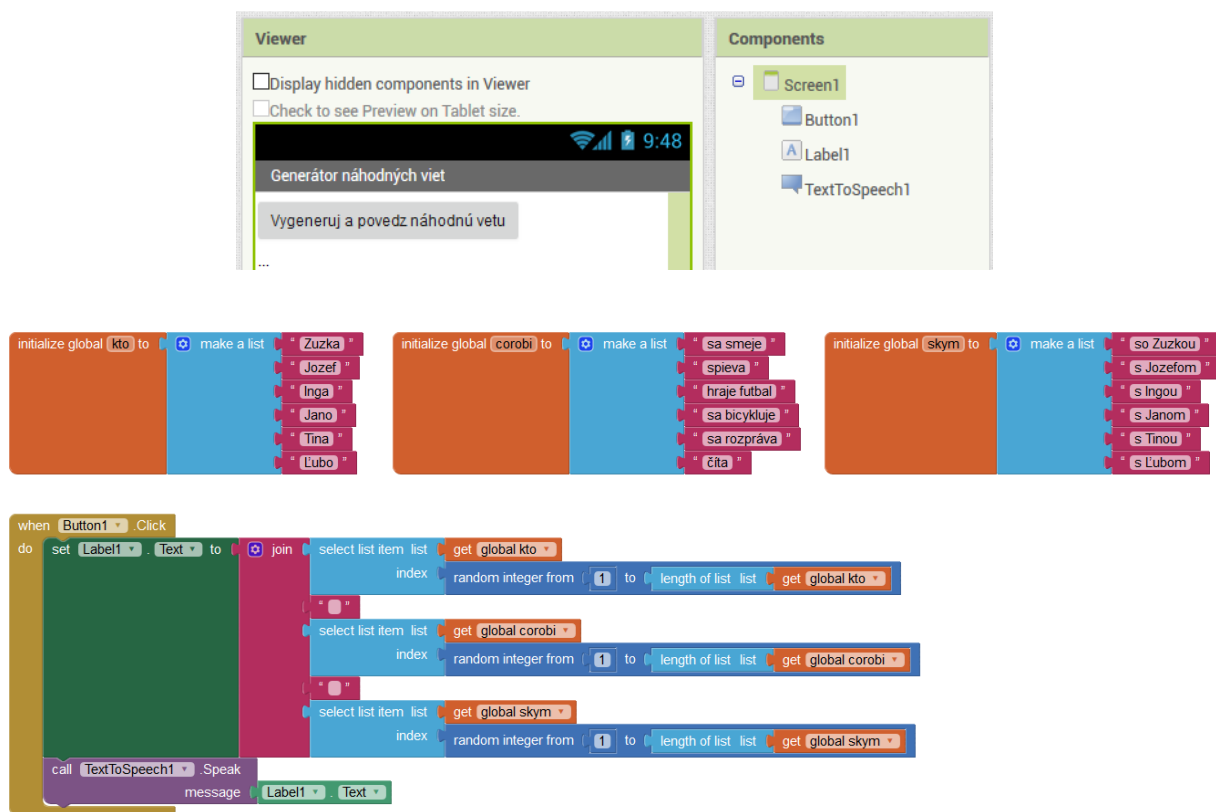 Viewer
Display hidden components in Viewer
Check to see Preview on Tablet size.
9:48
Generátor náhodných viet
Vygeneruj a povedz náhodnú vetu
...
Components
Screen1
Button1
Label1
TextToSpeech1
initialize global kto to make a list " Zuzka "
" Jozef "
" Inga "
" Jano "
" Tina "
" Ľubo "
initialize global corobi to make a list " sa smeje "
" spieva "
" hraje futbal "
" sa bicykluje "
" sa rozpráva "
" číta "
initialize global skym to make a list " so Zuzkou "
" s Jozefom "
" s Ingou "
" s Janom "
" s Tinou "
" s Ľubom "
when Button1 .Click
do set Label1 . Text to join select list item list get global kto
index random integer from 1 to length of list list get global kto
" "
select list item list get global corobi
index random integer from 1 to length of list list get global corobi
" "
select list item list get global skym
index random integer from 1 to length of list list get global skym
call TextToSpeech1 .Speak
message Label1 . Text